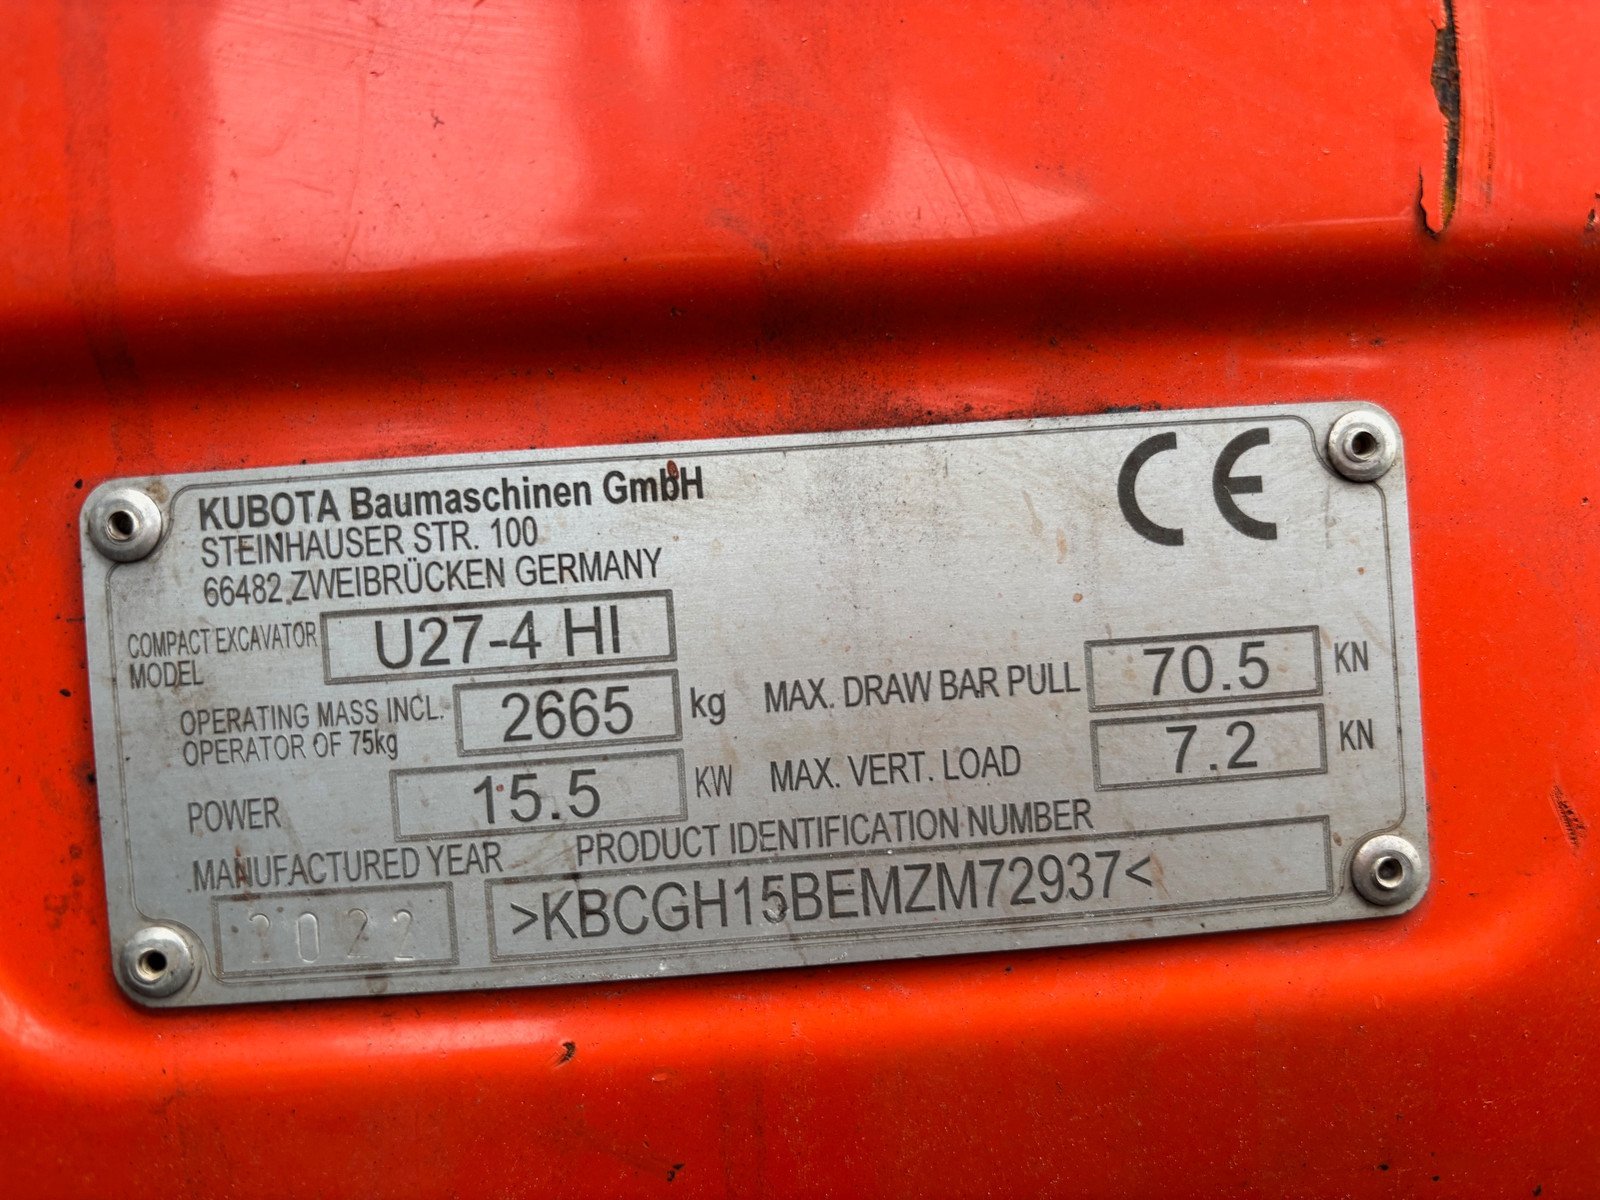 KUBOTA Baumaschinen GmbH
STEINHAUSER STR. 100
66482 ZWEIBRÜCKEN GERMANY
CE
COMPACT EXCAVATOR
MODEL
U27-4 HI
OPERATING MASS INCL.
OPERATOR OF 75kg
2665 kg
MAX. DRAW BAR PULL 70.5 KN
POWER 15.5 KW
MAX. VERT. LOAD 7.2 KN
MANUFACTURED YEAR
2022
PRODUCT IDENTIFICATION NUMBER
>KBCGH15BEMZM72937<